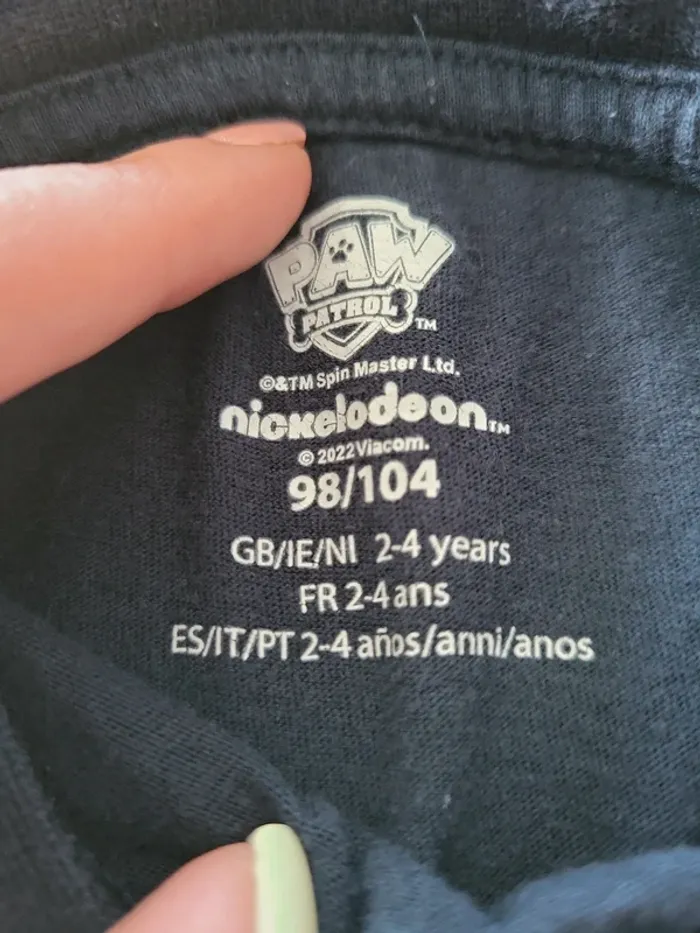 PAW
PATROL TM
©&TM Spin Master Ltd.
nickelodeon TM
© 2022 Viacom.
98/104
GB/IE/NI 2-4 years
FR 2-4 ans
ES/IT/PT 2-4 años/anni/anos